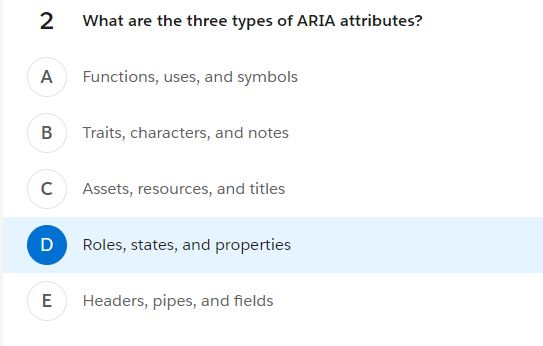 2 What are the three types of ARIA attributes?
A Functions, uses, and symbols
B Traits, characters, and notes
C Assets, resources, and titles
D Roles, states, and properties
E Headers, pipes, and fields